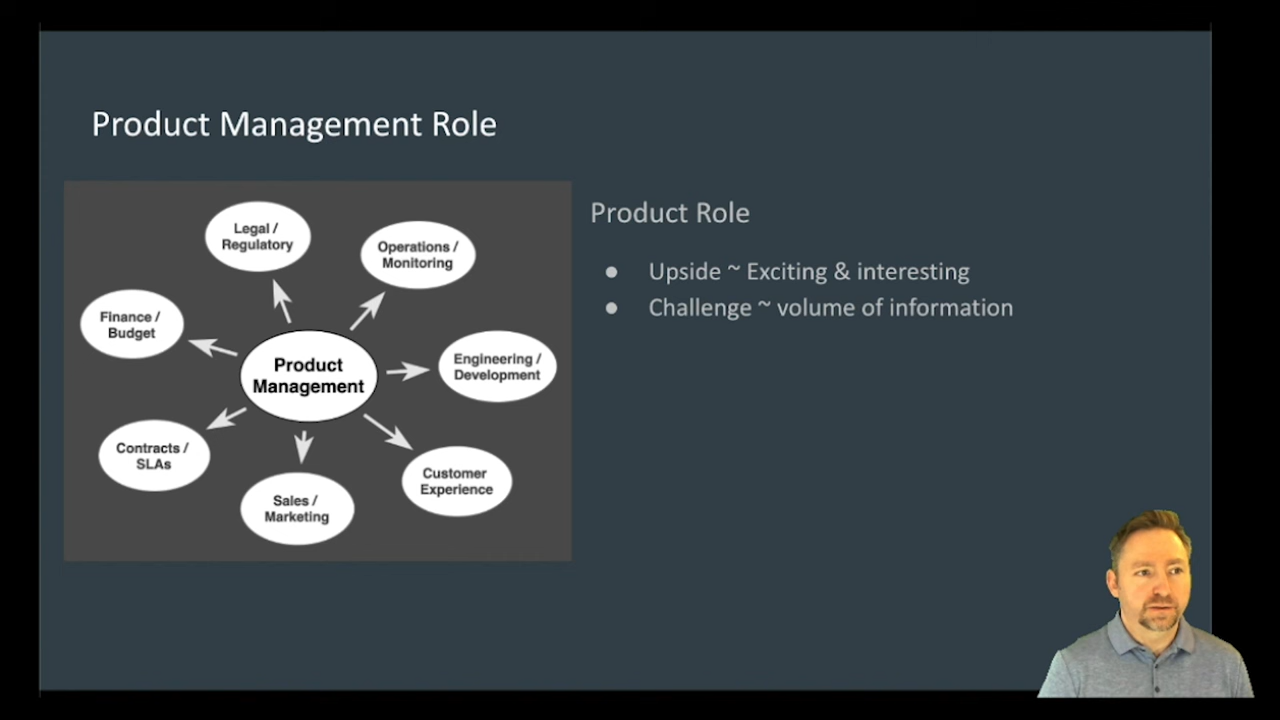 Product Management Role
Legal /
Regulatory
Operations /
Monitoring
Finance /
Budget
Product
Management
Engineering /
Development
Contracts /
SLAs
Customer
Experience
Sales /
Marketing
Product Role
● Upside ~ Exciting & interesting
● Challenge ~ volume of information